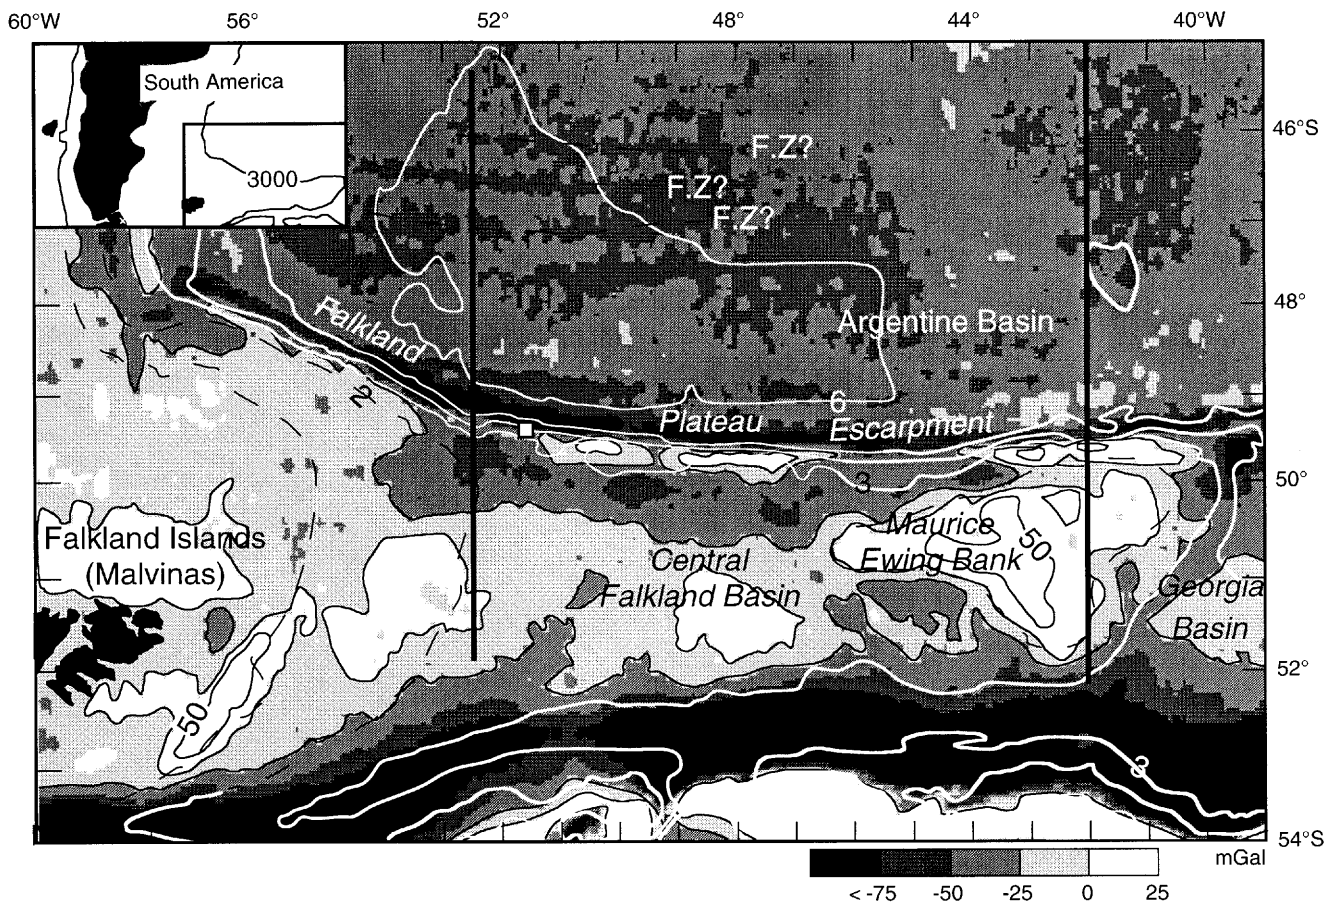 60°W 56° 52° 48° 44° 40°W
South America
3000
46°S
F.Z?
F.Z?
F.Z?
48°
Falkland
Argentine Basin
2
6
Plateau
Escarpment
3
50°
Maurice
Ewing Bank
50
Falkland Islands
(Malvinas)
Central
Falkland Basin
Georgia
Basin
52°
50
3
54°S
mGal
< -75 -50 -25 0 25